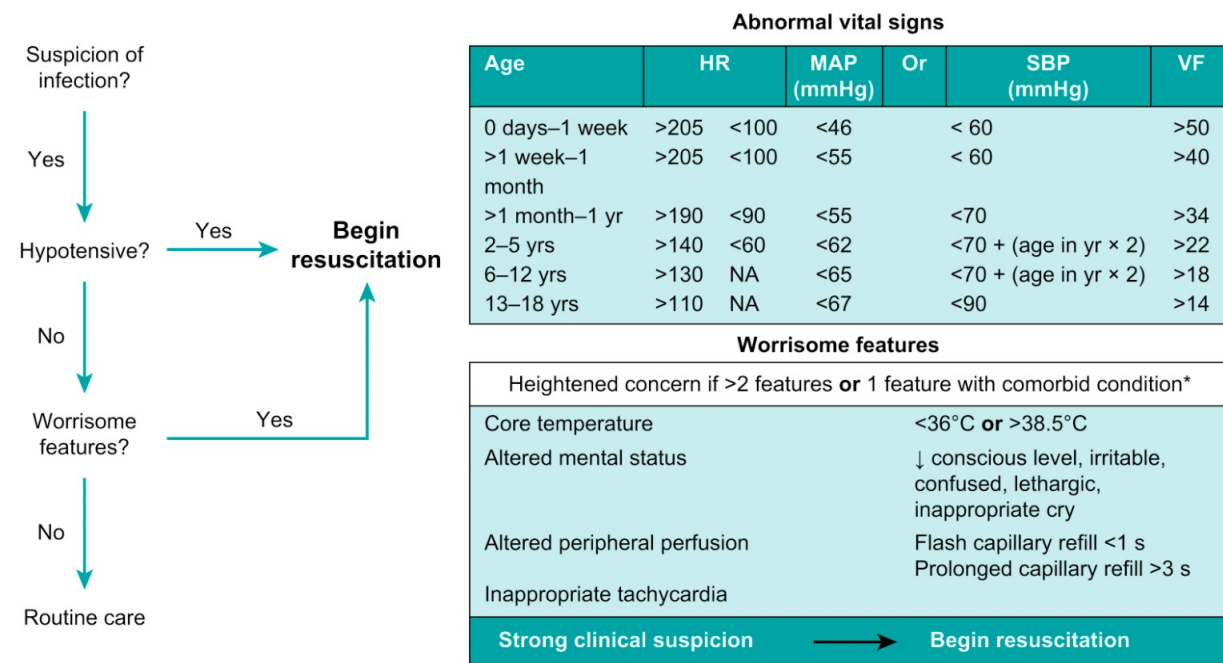 Suspicion of
infection?
Yes
Hypotensive?
Yes
Begin
resuscitation
No
Worrisome
features?
Yes
No
Routine care
Abnormal vital signs
Age HR MAP (mmHg) Or SBP (mmHg) VF
0 days–1 week >205 <100 <46 < 60 >50
>1 week–1 month >205 <100 <55 < 60 >40
>1 month–1 yr >190 <90 <55 <70 >34
2–5 yrs >140 <60 <62 <70 + (age in yr × 2) >22
6–12 yrs >130 NA <65 <70 + (age in yr × 2) >18
13–18 yrs >110 NA <67 <90 >14
Worrisome features
Heightened concern if >2 features or 1 feature with comorbid condition*
Core temperature <36°C or >38.5°C
Altered mental status ↓ conscious level, irritable,
confused, lethargic,
inappropriate cry
Altered peripheral perfusion Flash capillary refill <1 s
Prolonged capillary refill >3 s
Inappropriate tachycardia
Strong clinical suspicion → Begin resuscitation